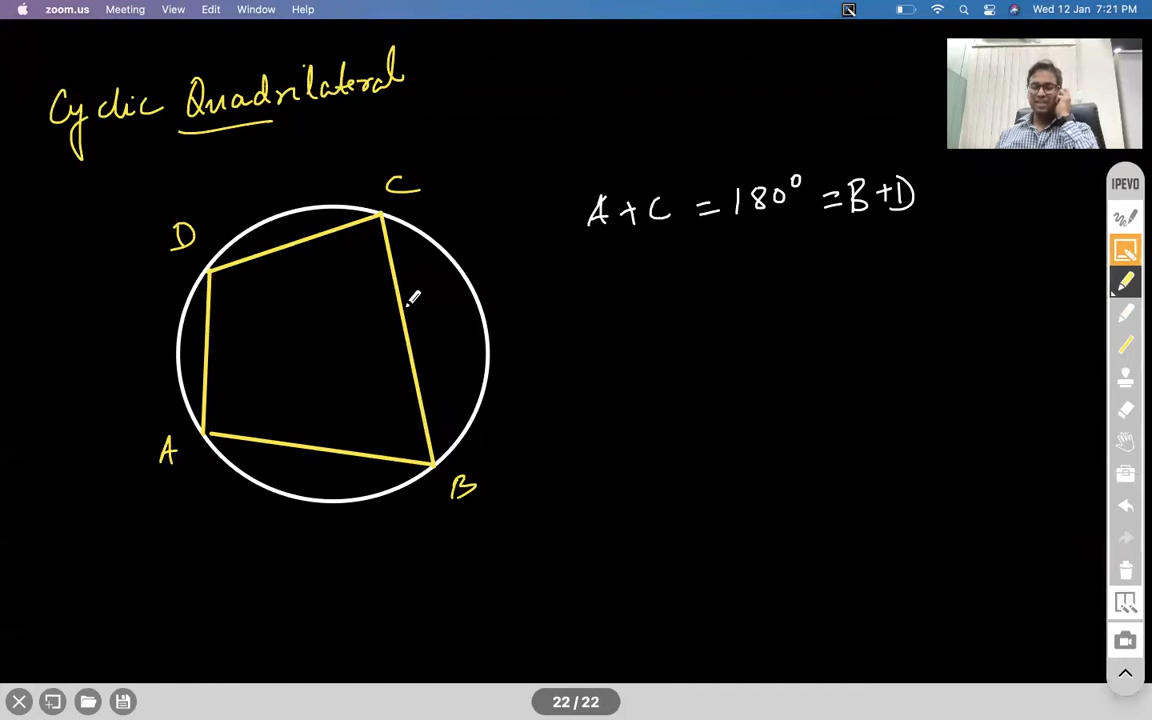 zoom.us Meeting View Edit Window Help Wed 12 Jan 7:21 PM
Cyclic Quadrilateral
A + C = 180° = B + D
C
D
A
B
IPEVO
22 / 22